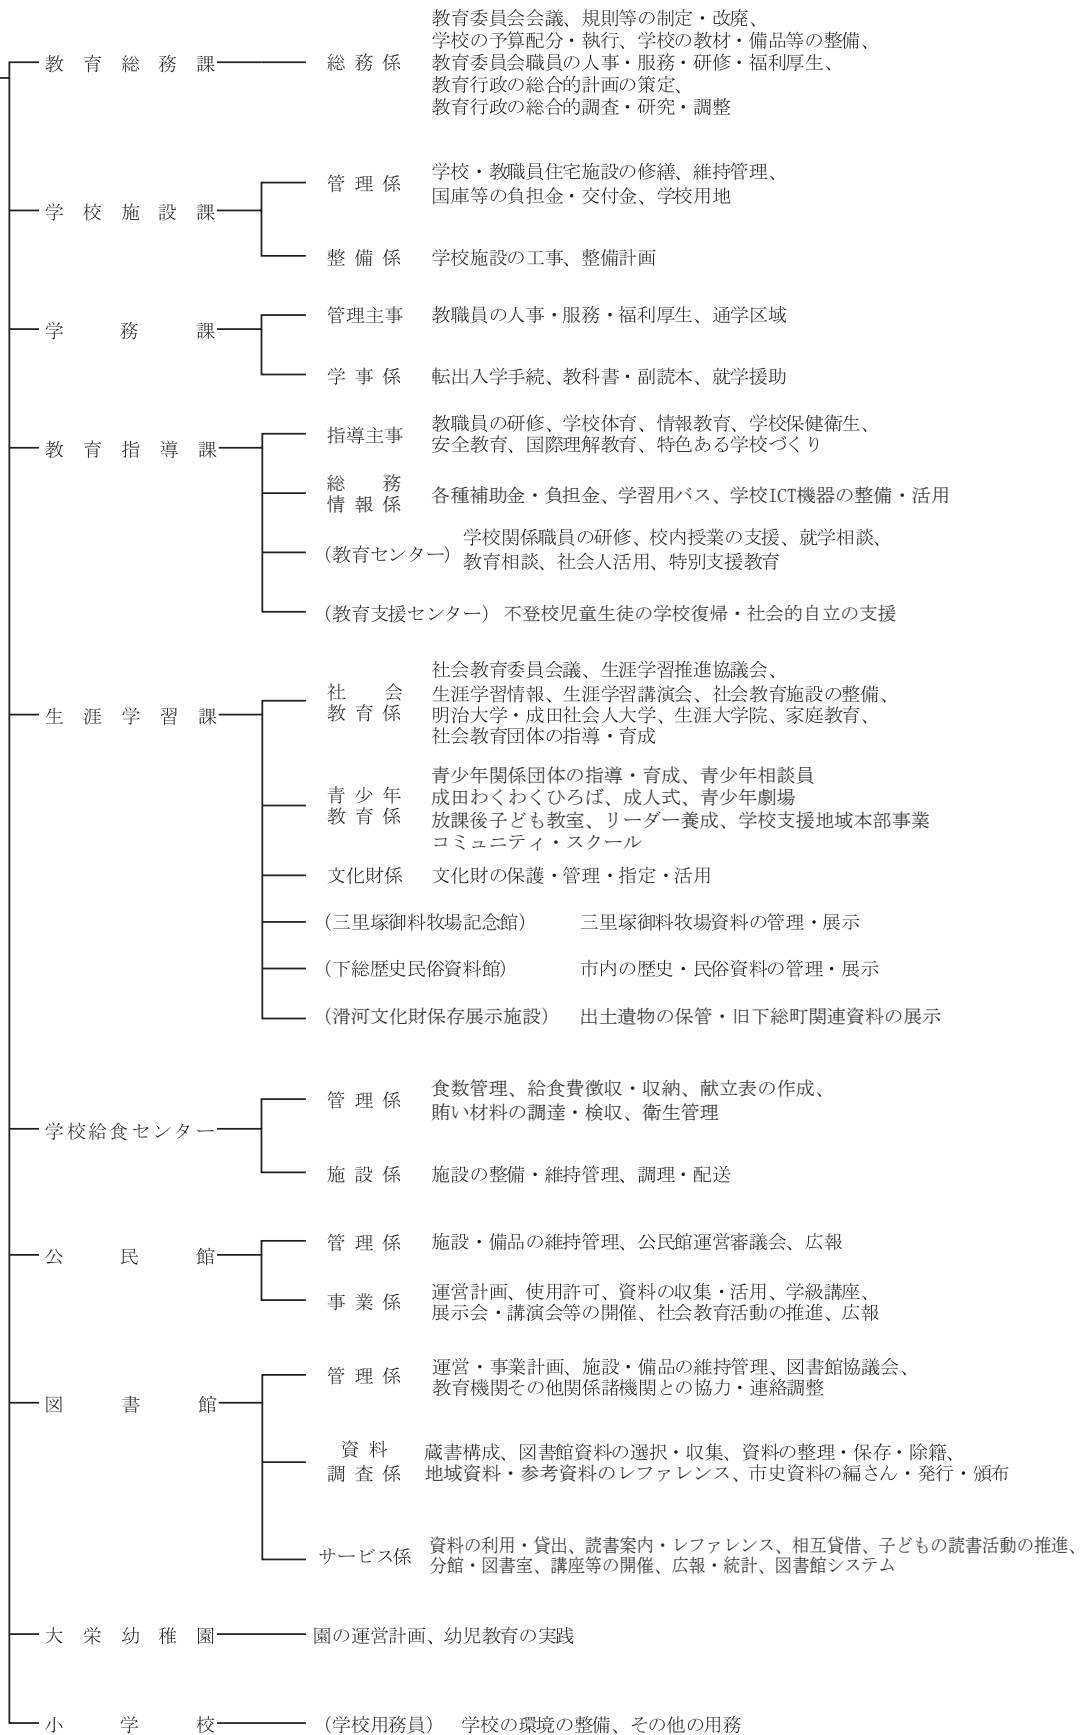 教育総務課
総務係
教育委員会会議、規則等の制定・改廃、
学校の予算配分・執行、学校の教材・備品等の整備、
教育委員会職員の人事・服務・研修・福利厚生、
教育行政の総合的計画の策定、
教育行政の総合的調査・研究・調整
学校施設課
管理係
学校・教職員住宅施設の修繕、維持管理、
国庫等の負担金・交付金、学校用地
整備係
学校施設の工事、整備計画
学務課
管理主事
教職員の人事・服務・福利厚生、通学区域
学事係
転出入学手続、教科書・副読本、就学援助
教育指導課
指導主事
教職員の研修、学校体育、情報教育、学校保健衛生、
安全教育、国際理解教育、特色ある学校づくり
総務
情報係
各種補助金・負担金、学習用バス、学校ICT機器の整備・活用
(教育センター)
学校関係職員の研修、校内授業の支援、就学相談、
教育相談、社会人活用、特別支援教育
(教育支援センター)
不登校児童生徒の学校復帰・社会的自立の支援
生涯学習課
社会
教育係
社会教育委員会議、生涯学習推進協議会、
生涯学習情報、生涯学習講演会、社会教育施設の整備、
明治大学・成田社会人大学、生涯大学院、家庭教育、
社会教育団体の指導・育成
青少年
教育係
青少年関係団体の指導・育成、青少年相談員
成田わくわくひろば、成人式、青少年劇場
放課後子ども教室、リーダー養成、学校支援地域本部事業
コミュニティ・スクール
文化財係
文化財の保護・管理・指定・活用
(三里塚御料牧場記念館)
三里塚御料牧場資料の管理・展示
(下総歴史民俗資料館)
市内の歴史・民俗資料の管理・展示
(滑河文化財保存展示施設)
出土遺物の保管・旧下総町関連資料の展示
学校給食センター
管理係
食数管理、給食費徴収・収納、献立表の作成、
賄い材料の調達・検収、衛生管理
施設係
施設の整備・維持管理、調理・配送
公民館
管理係
施設・備品の維持管理、公民館運営審議会、広報
事業係
運営計画、使用許可、資料の収集・活用、学級講座、
展示会・講演会等の開催、社会教育活動の推進、広報
図書館
管理係
運営・事業計画、施設・備品の維持管理、図書館協議会、
教育機関その他関係諸機関との協力・連絡調整
資料
調査係
蔵書構成、図書館資料の選択・収集、資料の整理・保存・除籍、
地域資料・参考資料のレファレンス、市史資料の編さん・発行・頒布
サービス係
資料の利用・貸出、読書案内・レファレンス、相互貸借、子どもの読書活動の推進、
分館・図書室、講座等の開催、広報・統計、図書館システム
大栄幼稚園
園の運営計画、幼児教育の実践
小学校
(学校用務員)
学校の環境の整備、その他の用務